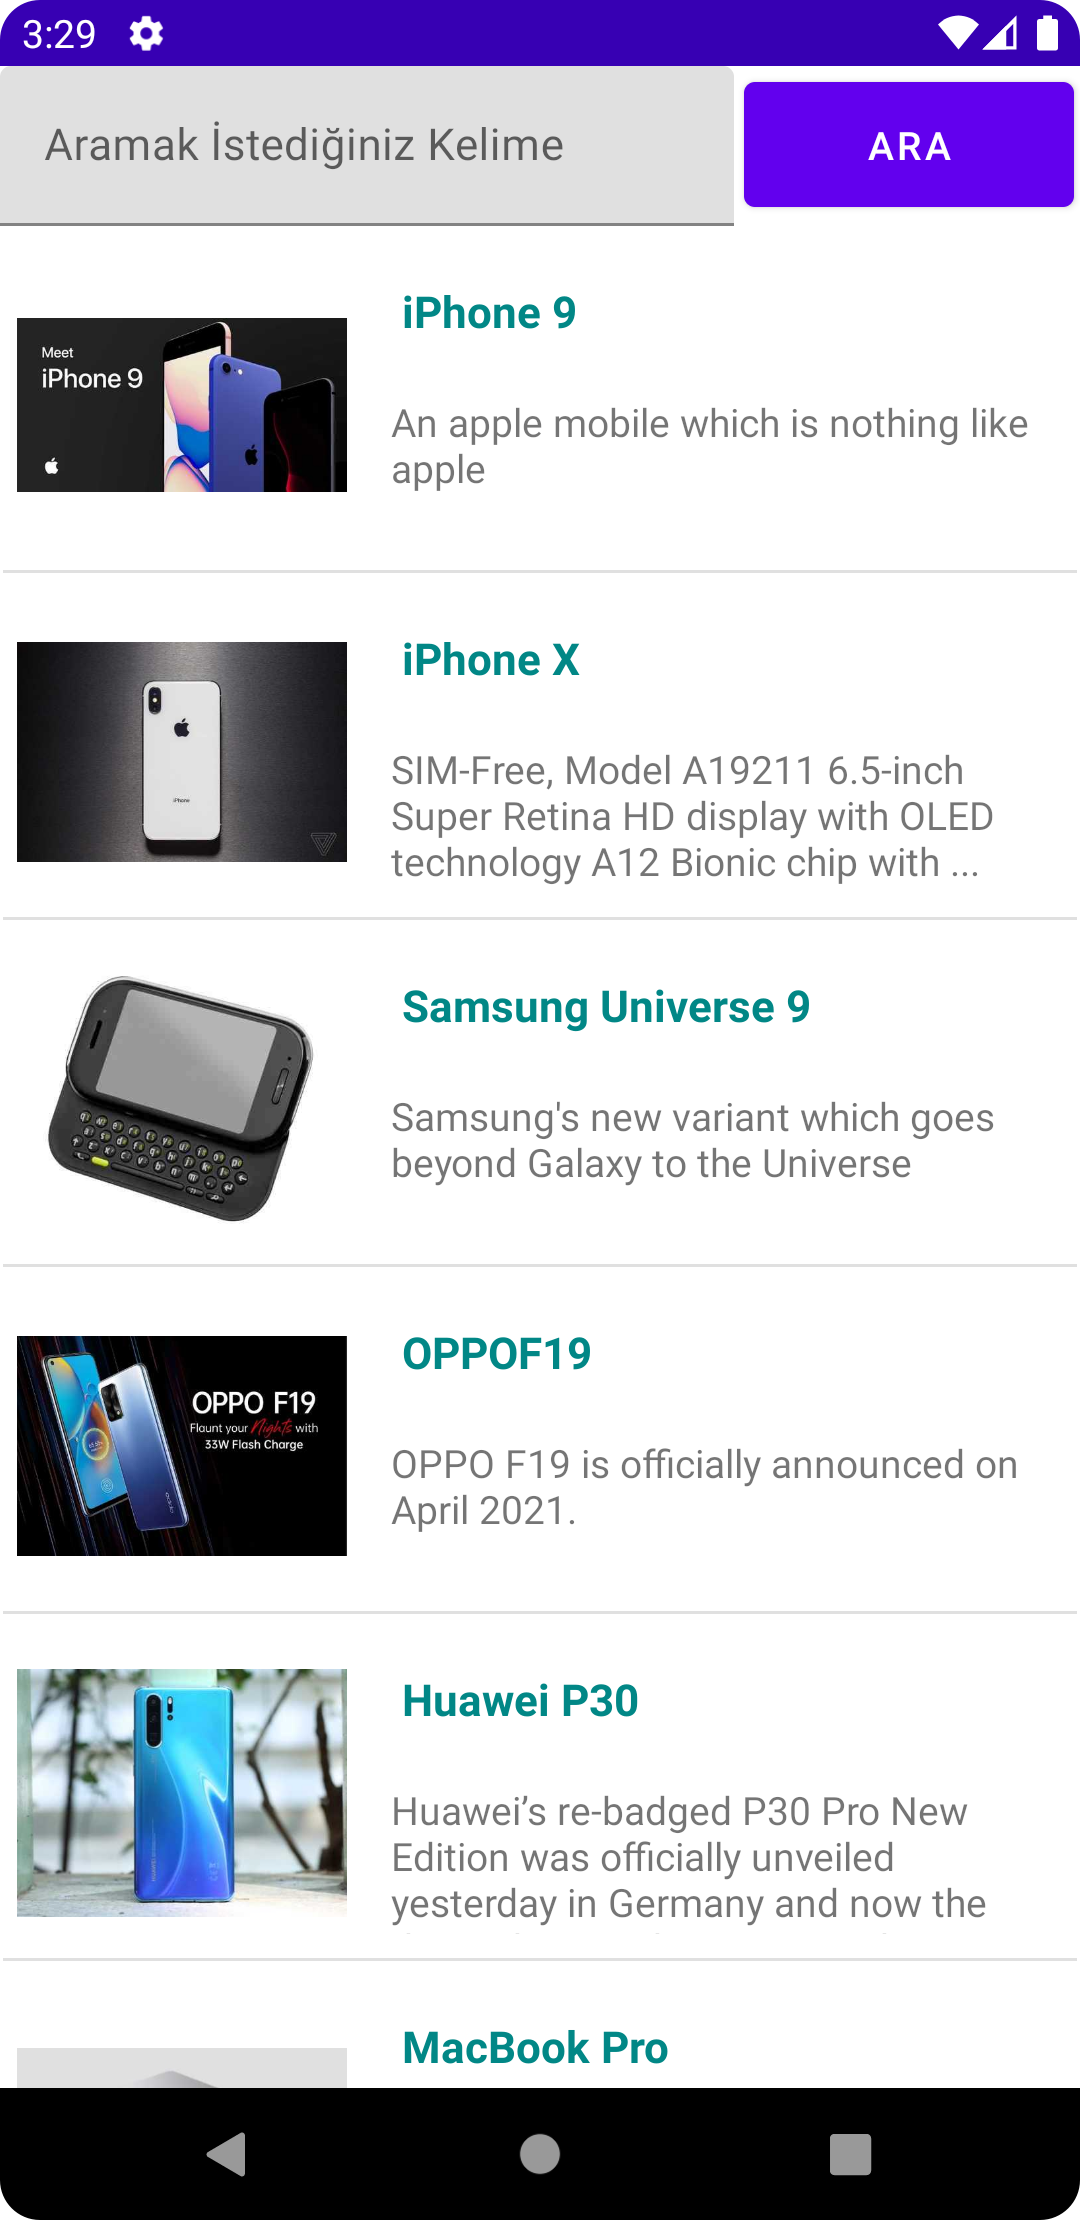 3:29
Aramak İstediğiniz Kelime
ARA
iPhone 9
Meet
iPhone 9
An apple mobile which is nothing like
apple
iPhone X
iPhone
SIM-Free, Model A19211 6.5-inch
Super Retina HD display with OLED
technology A12 Bionic chip with ...
Samsung Universe 9
Samsung's new variant which goes
beyond Galaxy to the Universe
OPPOF19
OPPO F19
Flaunt your Nights with
33W Flash Charge
OPPO F19 is officially announced on
April 2021.
Huawei P30
Huawei’s re-badged P30 Pro New
Edition was officially unveiled
yesterday in Germany and now the
MacBook Pro